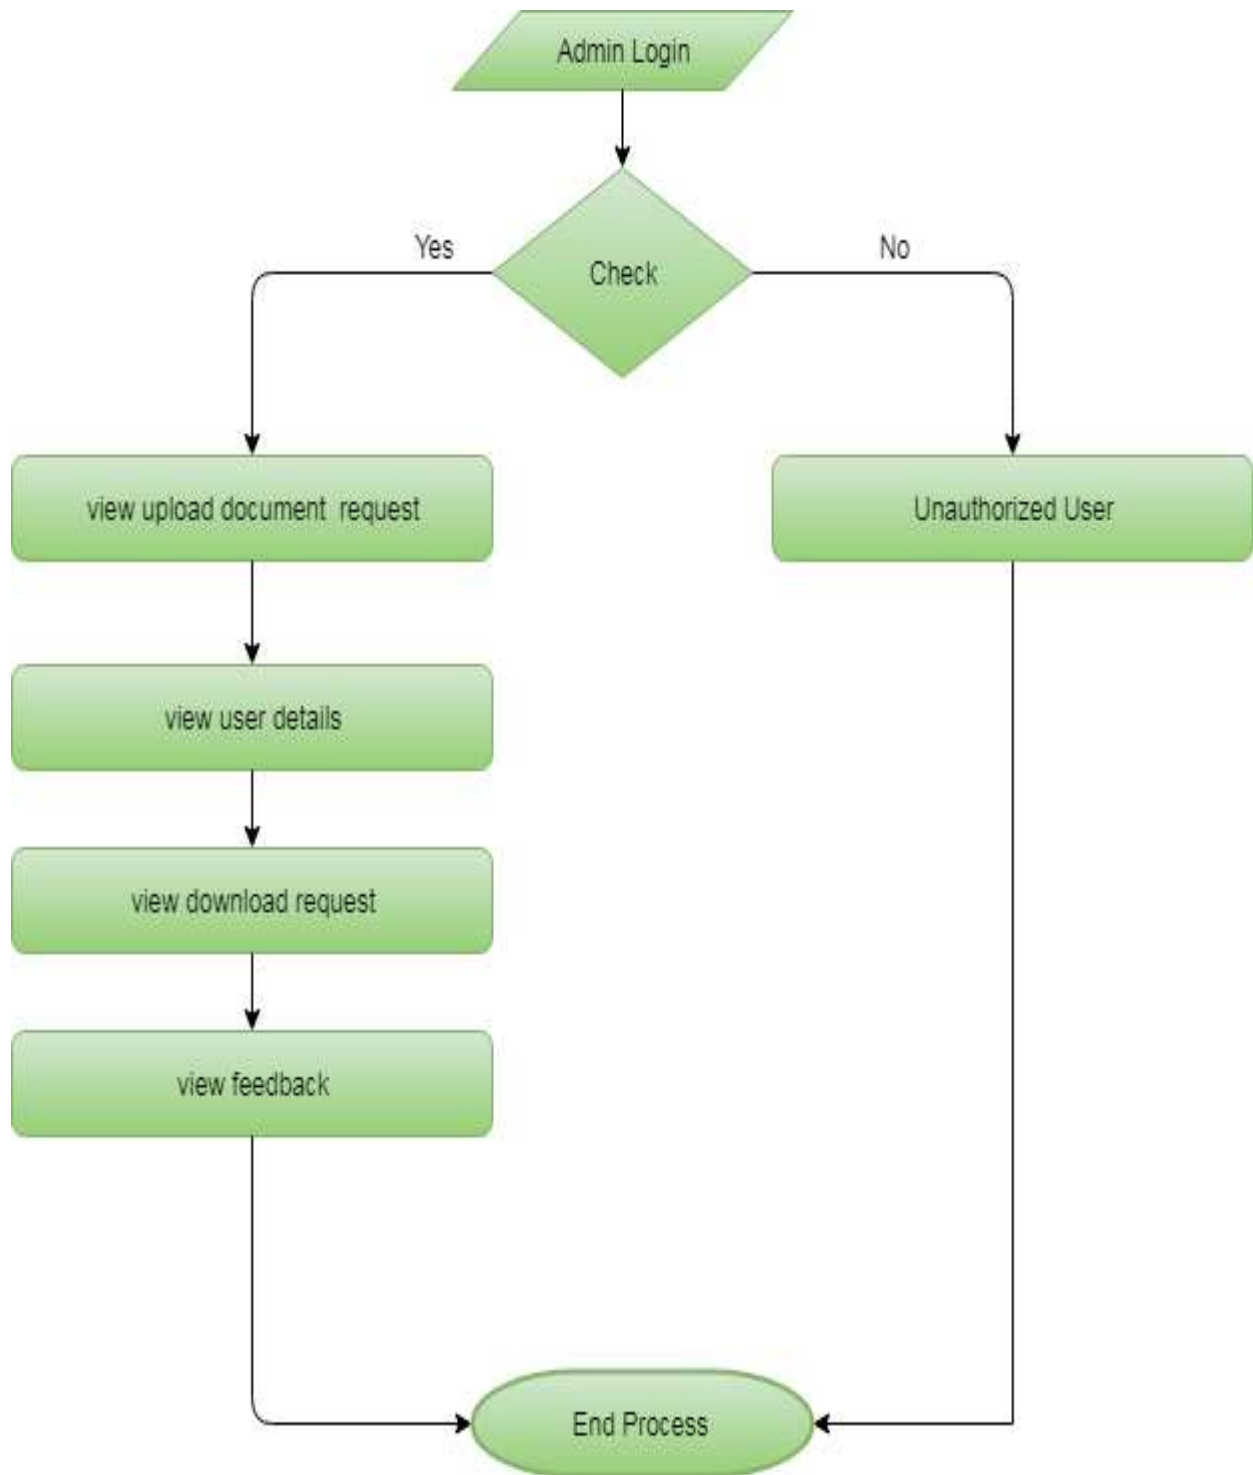 Admin Login
Yes
No
Check
view upload document  request
Unauthorized User
view user details
view download request
view feedback
End Process